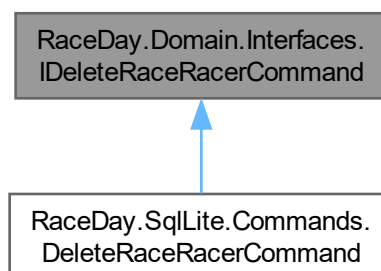 RaceDay.Domain.Interfaces.
IDeleteRaceRacerCommand
RaceDay.SqlLite.Commands.
DeleteRaceRacerCommand